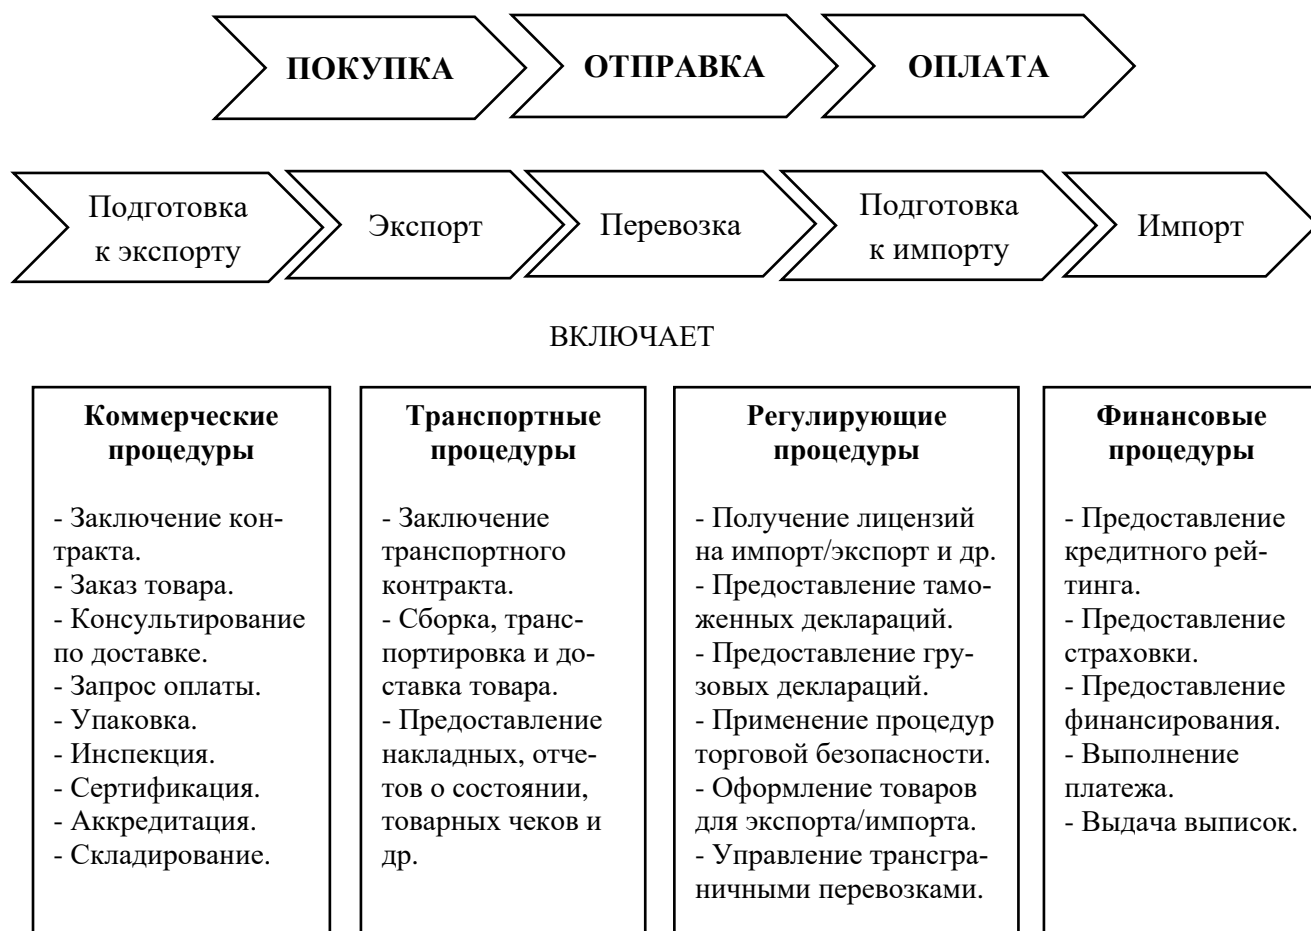 ПОКУПКА
ОТПРАВКА
ОПЛАТА
Подготовка
к экспорту
Экспорт
Перевозка
Подготовка
к импорту
Импорт
ВКЛЮЧАЕТ
Коммерческие
процедуры
- Заключение кон-
тракта.
- Заказ товара.
- Консультирование
по доставке.
- Запрос оплаты.
- Упаковка.
- Инспекция.
- Сертификация.
- Аккредитация.
- Складирование.
Транспортные
процедуры
- Заключение
транспортного
контракта.
- Сборка, транс-
портировка и до-
ставка товара.
- Предоставление
накладных, отче-
тов о состоянии,
товарных чеков и
др.
Регулирующие
процедуры
- Получение лицензий
на импорт/экспорт и др.
- Предоставление тамо-
женных деклараций.
- Предоставление гру-
зовых деклараций.
- Применение процедур
торговой безопасности.
- Оформление товаров
для экспорта/импорта.
- Управление трансгра-
ничными перевозками.
Финансовые
процедуры
- Предоставление
кредитного рей-
тинга.
- Предоставление
страховки.
- Предоставление
финансирования.
- Выполнение
платежа.
- Выдача выписок.